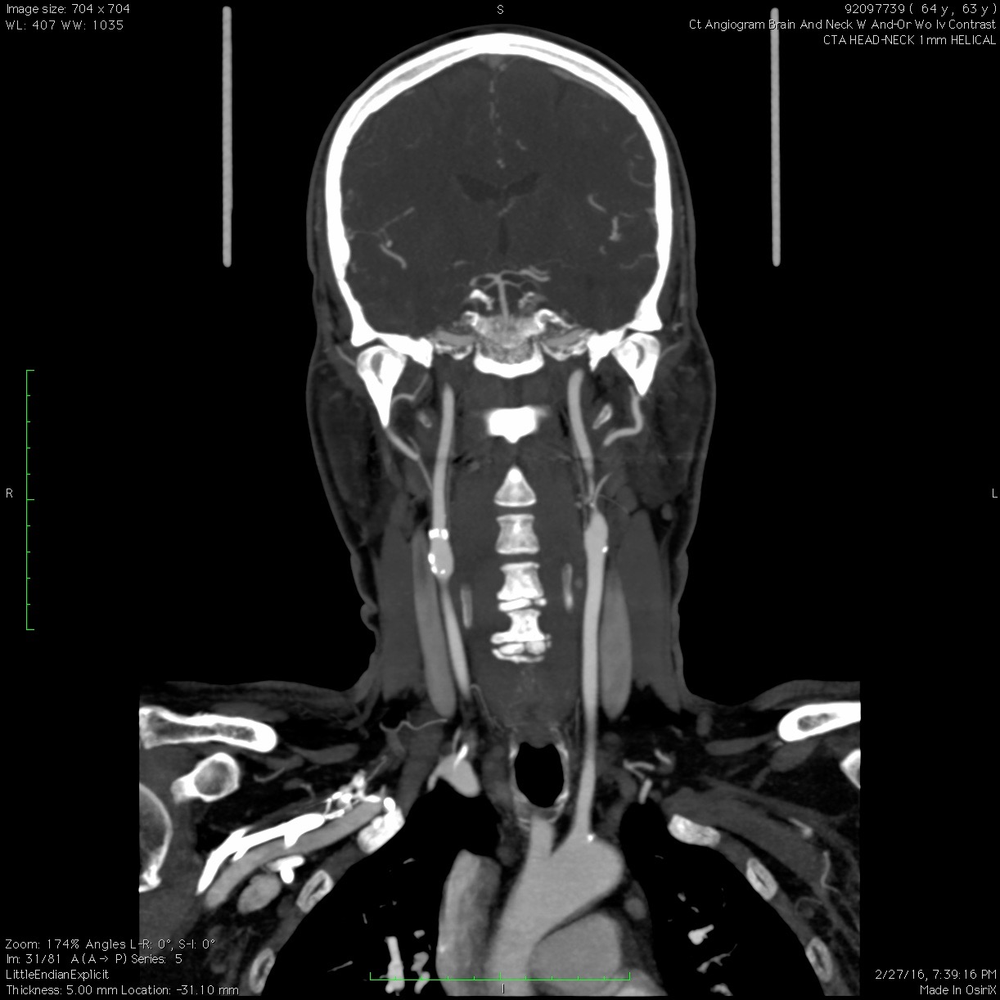 Image size: 704 x 704
WL: 407 WW: 1035
S
92097739 ( 64 y, 63 y )
Ct Angiogram Brain And Neck W And-Or Wo Iv Contrast
CTA HEAD-NECK 1mm HELICAL
R
L
Zoom: 174% Angles L-R: 0°, S-I: 0°
Im: 31/81 A (A -> P) Series: 5
LittleEndianExplicit
Thickness: 5.00 mm Location: -31.10 mm
I
2/27/16, 7:39:16 PM
Made In OsiriX